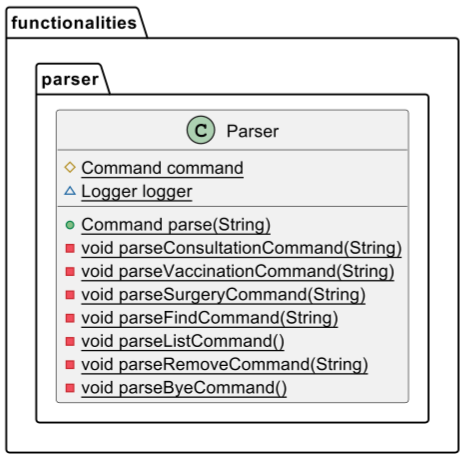 functionalities
parser
C Parser
Command command
Logger logger
Command parse(String)
void parseConsultationCommand(String)
void parseVaccinationCommand(String)
void parseSurgeryCommand(String)
void parseFindCommand(String)
void parseListCommand()
void parseRemoveCommand(String)
void parseByeCommand()